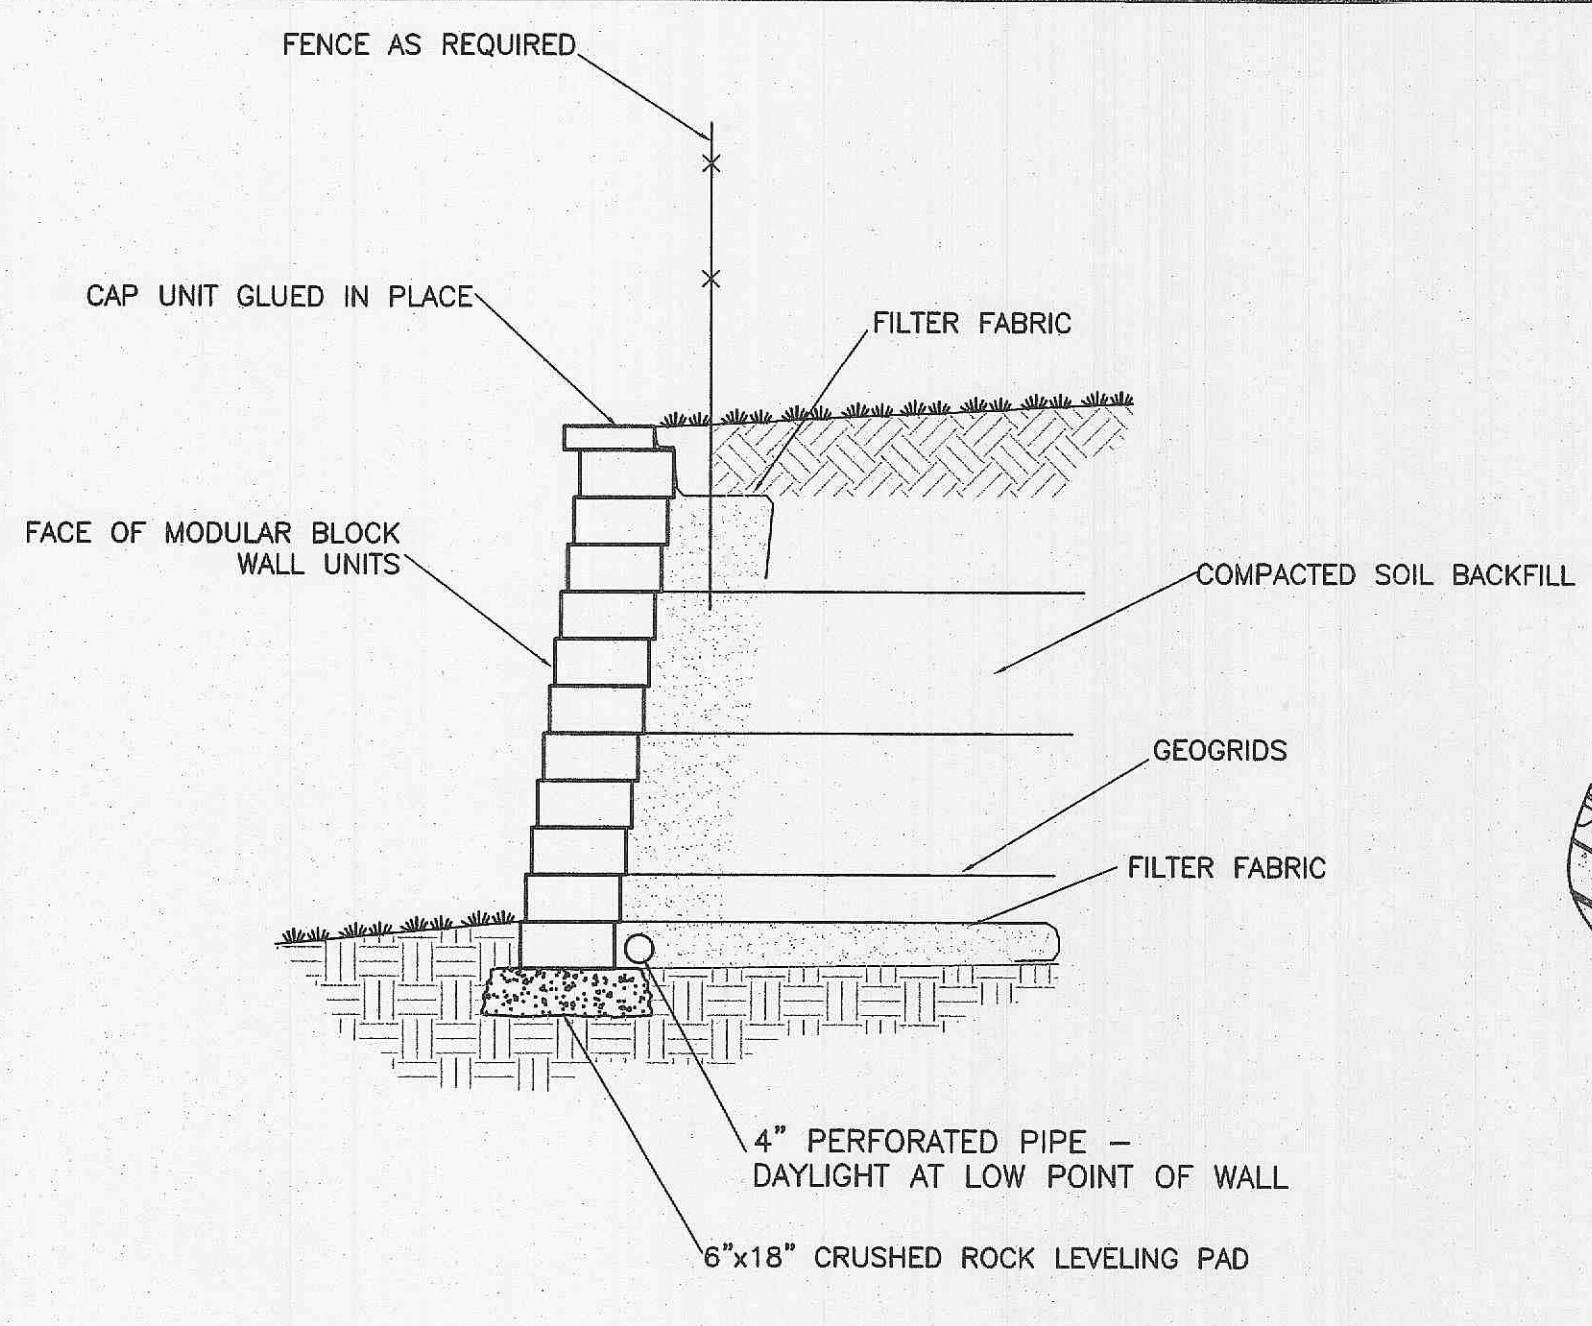 FENCE AS REQUIRED
CAP UNIT GLUED IN PLACE
FILTER FABRIC
FACE OF MODULAR BLOCK
WALL UNITS
COMPACTED SOIL BACKFILL
GEOGRIDS
FILTER FABRIC
4" PERFORATED PIPE –
DAYLIGHT AT LOW POINT OF WALL
6"x18" CRUSHED ROCK LEVELING PAD